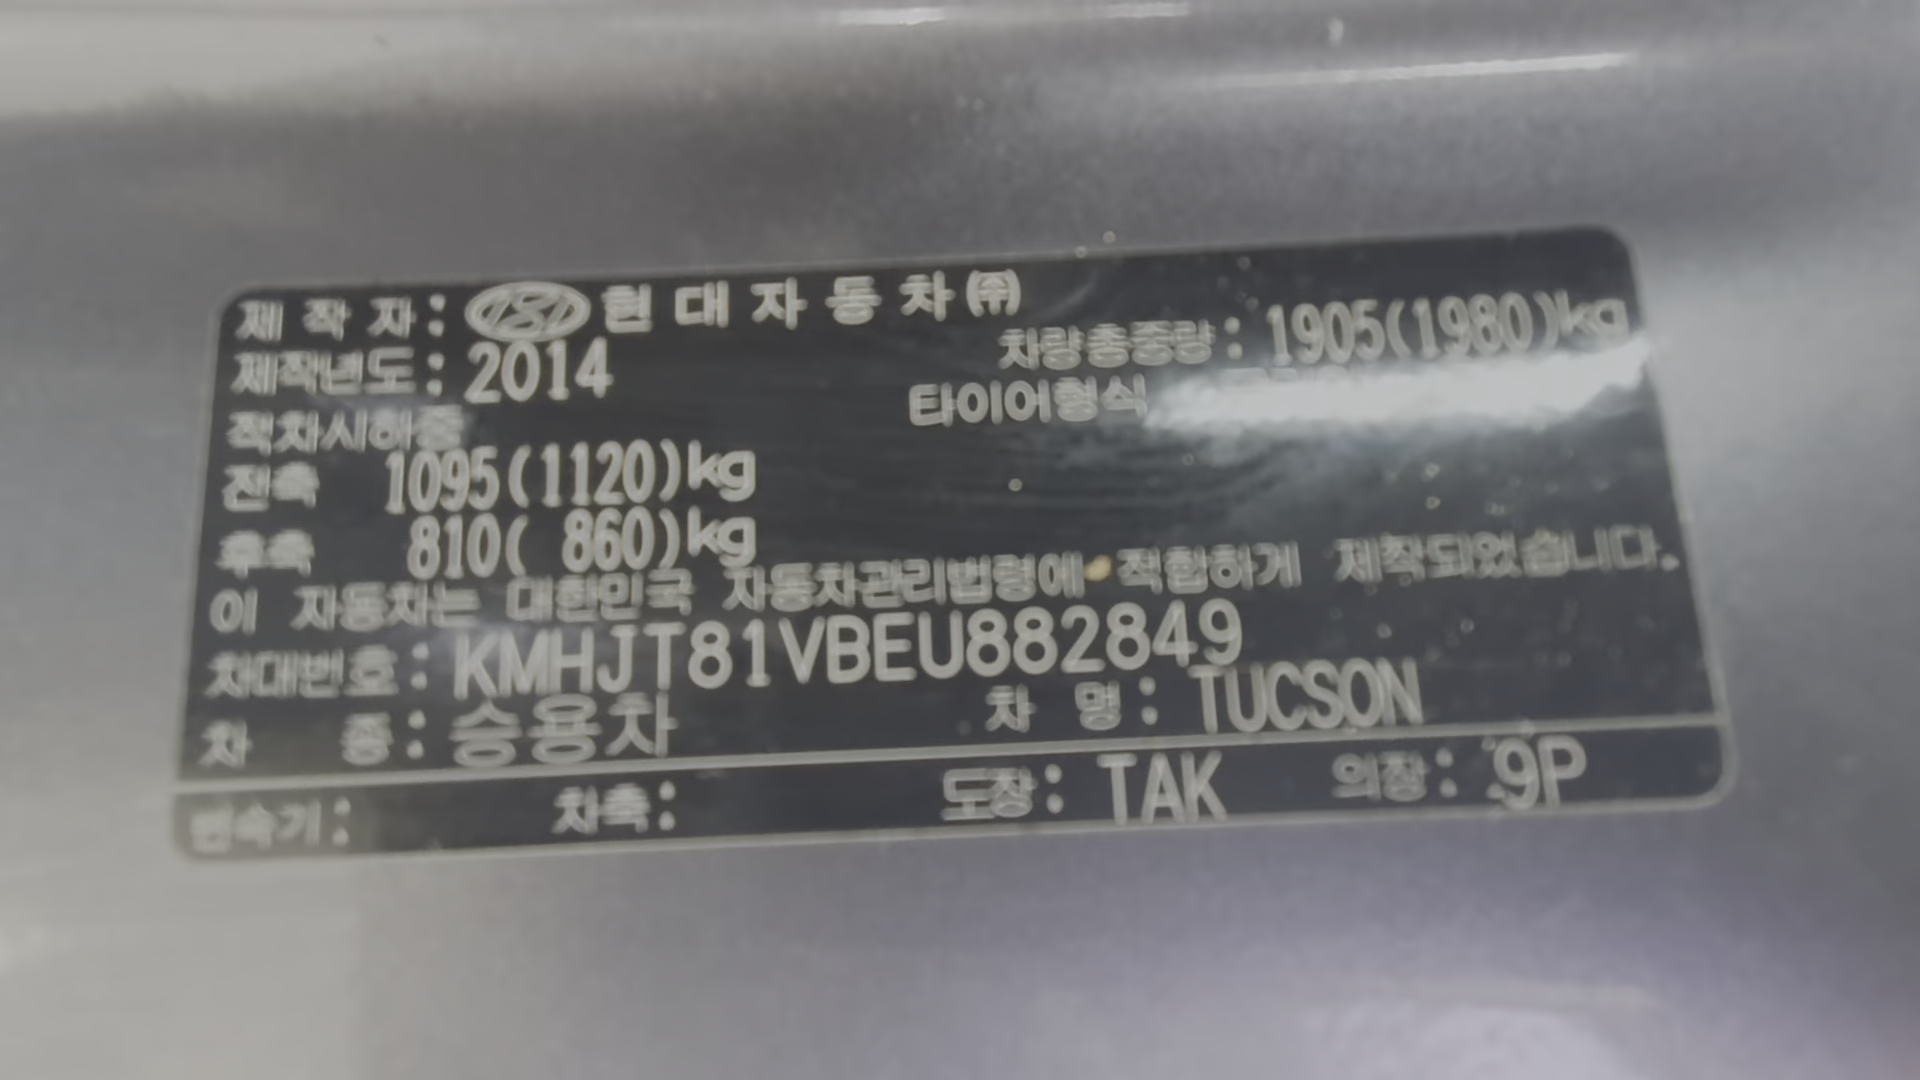 제 작 자 : 현 대 자 동 차 ㈜
제작년도 : 2014
차량총중량 : 1905(1980)kg
타이어형식
적차시하중
전축 1095(1120)kg
후축 810( 860)kg
이 자동차는 대한민국 자동차관리법령에 적합하게 제작되었습니다.
차대번호 : KMHJT81VBEU882849
차 종 : 승용차 차 명 : TUCSON
변속기 : 차축 : 도장 : TAK 의장 : 9P